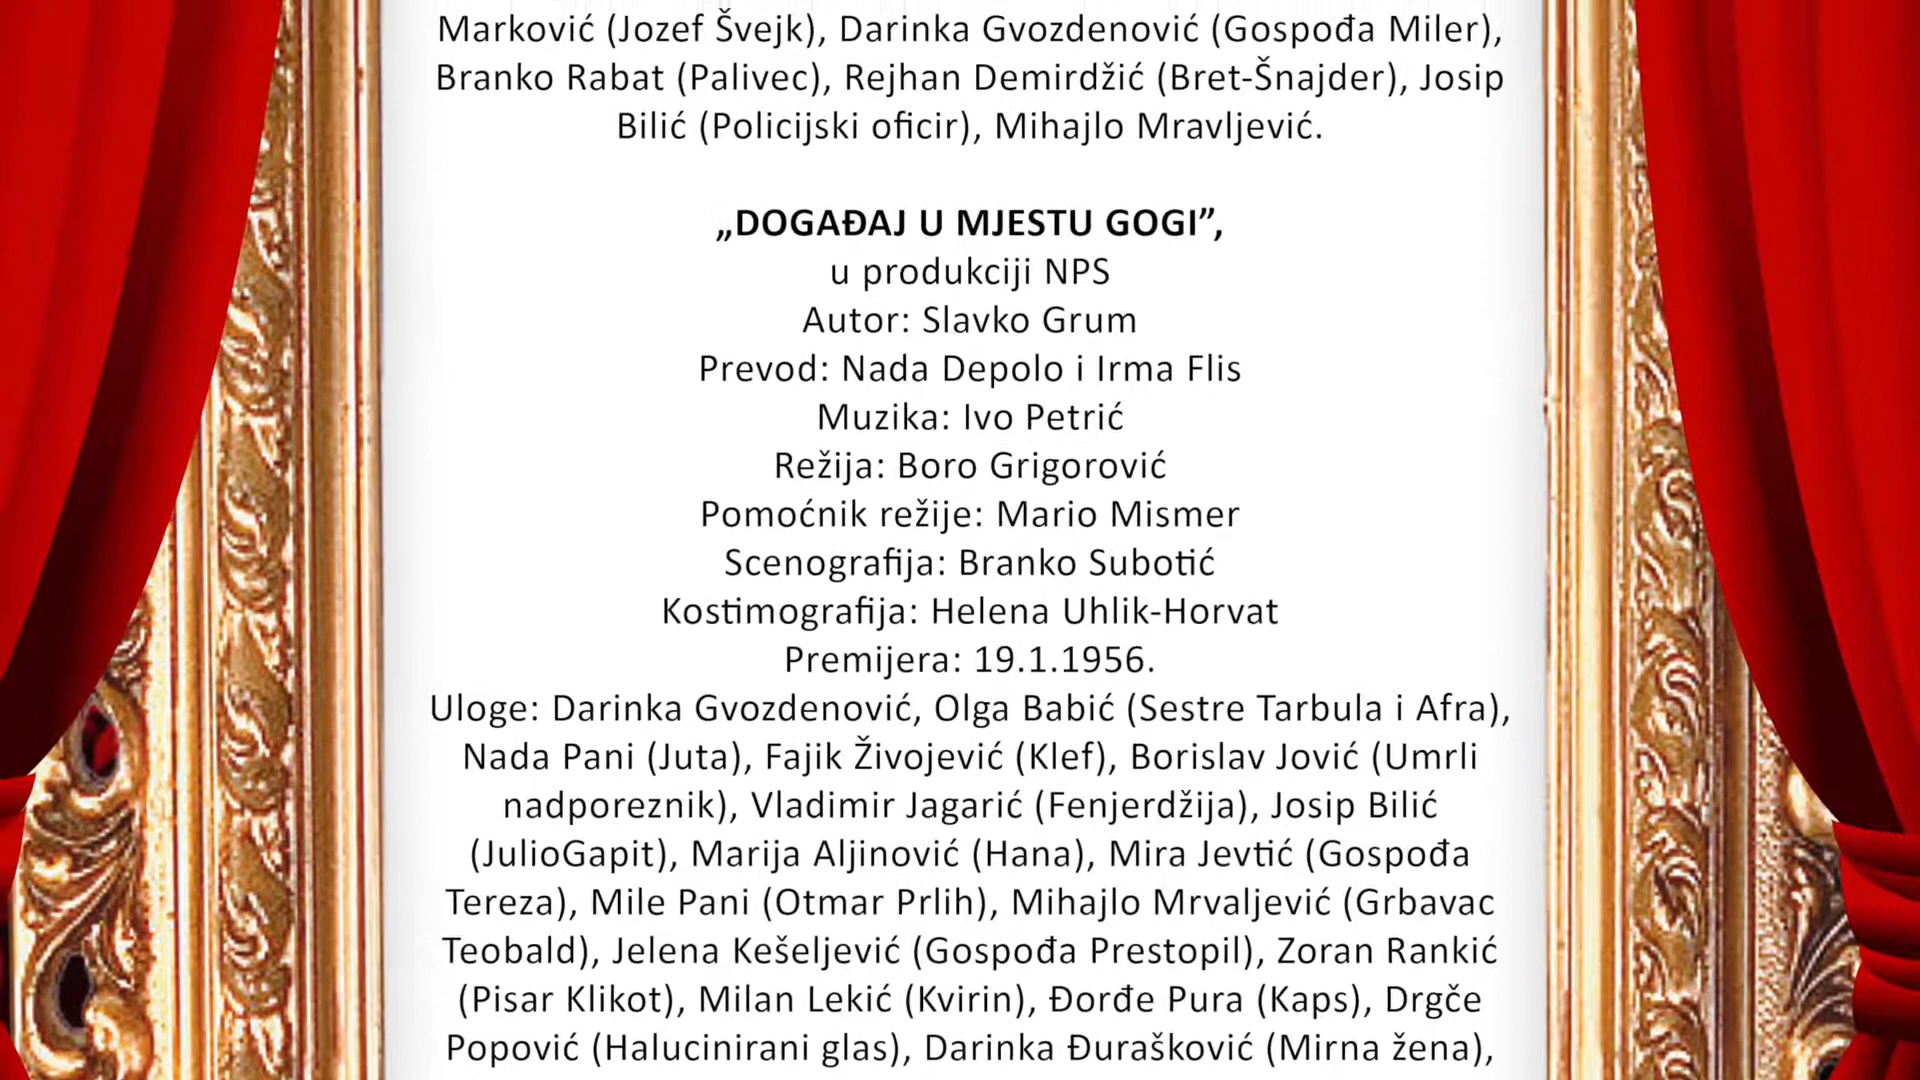 Marković (Jozef Švejk), Darinka Gvozdenović (Gospođa Miler),
Branko Rabat (Palivec), Rejhan Demirdžić (Bret-Šnajder), Josip
Bilić (Policijski oficir), Mihajlo Mravljević.
„DOGAĐAJ U MJESTU GOGI”,
u produkciji NPS
Autor: Slavko Grum
Prevod: Nada Depolo i Irma Flis
Muzika: Ivo Petrić
Režija: Boro Grigorović
Pomoćnik režije: Mario Mismer
Scenografija: Branko Subotić
Kostimografija: Helena Uhlik-Horvat
Premijera: 19.1.1956.
Uloge: Darinka Gvozdenović, Olga Babić (Sestre Tarbula i Afra),
Nada Pani (Juta), Fajik Živojević (Klef), Borislav Jović (Umrli
nadporeznik), Vladimir Jagarić (Fenjerdžija), Josip Bilić
(JulioGapit), Marija Aljinović (Hana), Mira Jevtić (Gospođa
Tereza), Mile Pani (Otmar Prlih), Mihajlo Mrvaljević (Grbavac
Teobald), Jelena Kešeljević (Gospođa Prestopil), Zoran Rankić
(Pisar Klikot), Milan Lekić (Kvirin), Đorđe Pura (Kaps), Drgče
Popović (Halucinirani glas), Darinka Đurašković (Mirna žena),